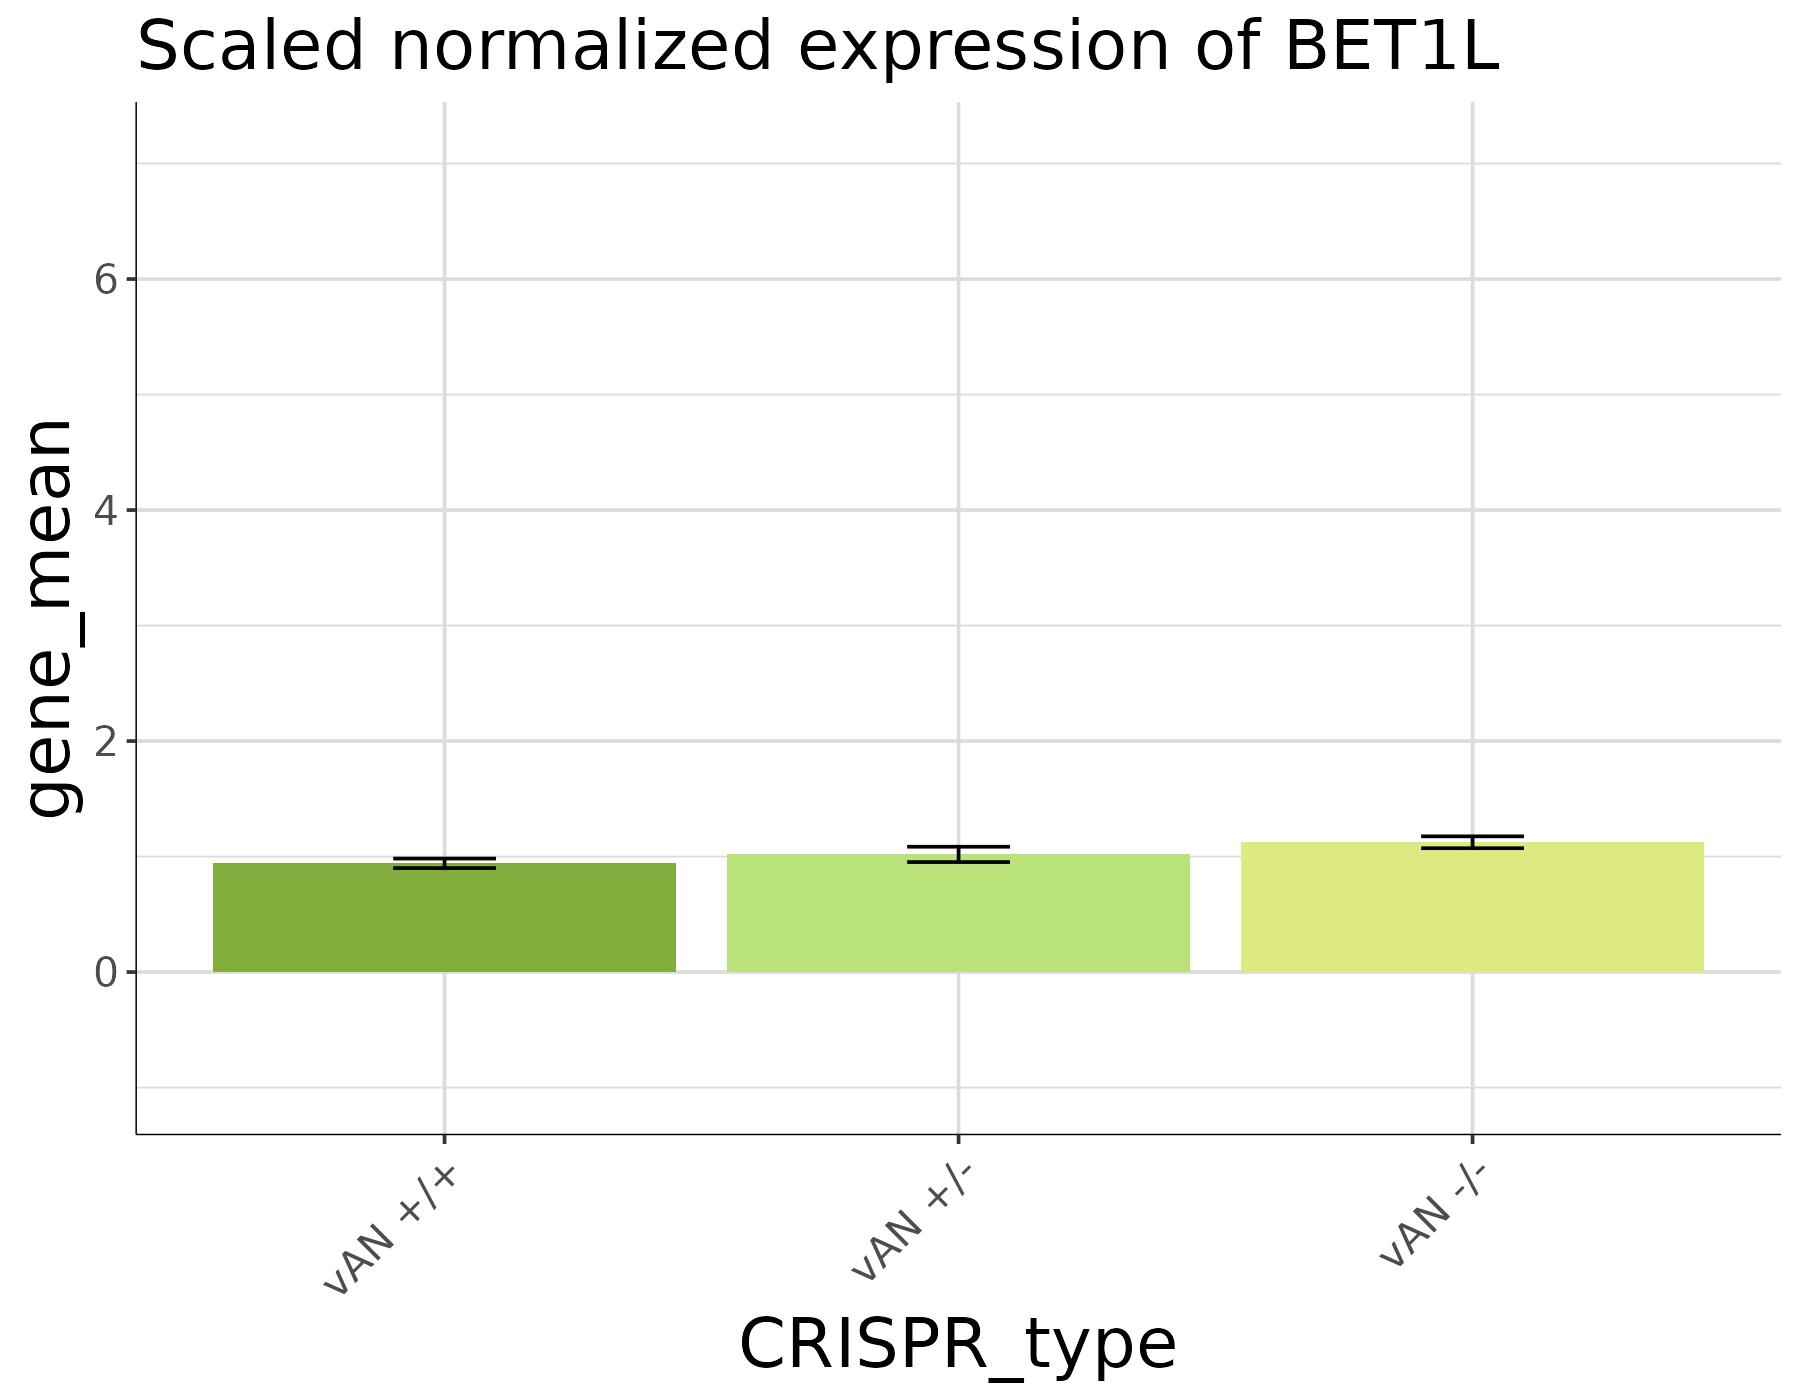 Scaled normalized expression of BET1L
gene_mean
6
4
2
0
vAN +/+
vAN +/-
vAN -/-
CRISPR_type